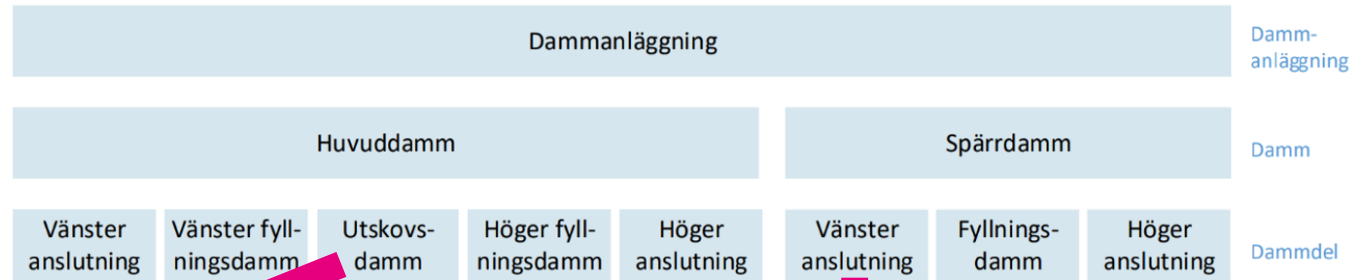 Dammanläggning
Damm-
anläggning
Huvuddamm
Spärrdamm
Damm
Vänster
anslutning
Vänster fyll-
ningsdamm
Utskovs-
damm
Höger fyll-
ningsdamm
Höger
anslutning
Vänster
anslutning
Fyllnings-
damm
Höger
anslutning
Dammdel